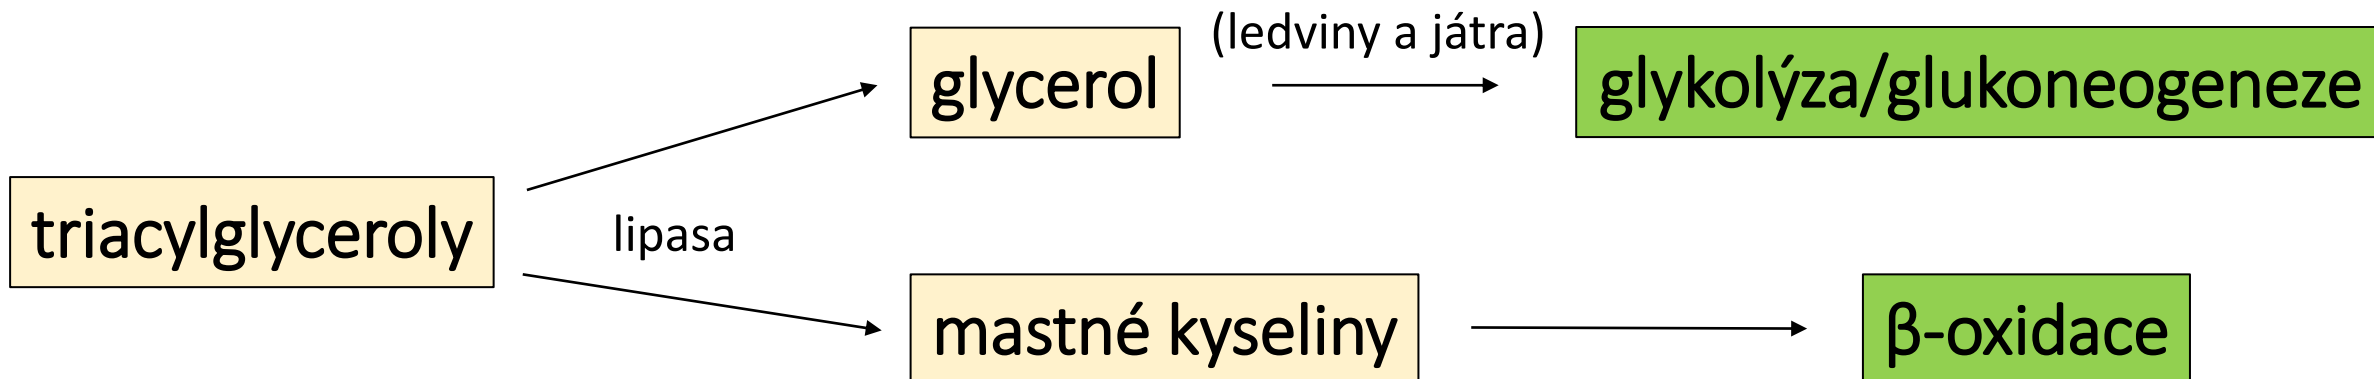 (ledviny a játra)
glycerol
glykolýza/glukoneogeneze
triacylglyceroly
lipasa
mastné kyseliny
β-oxidace